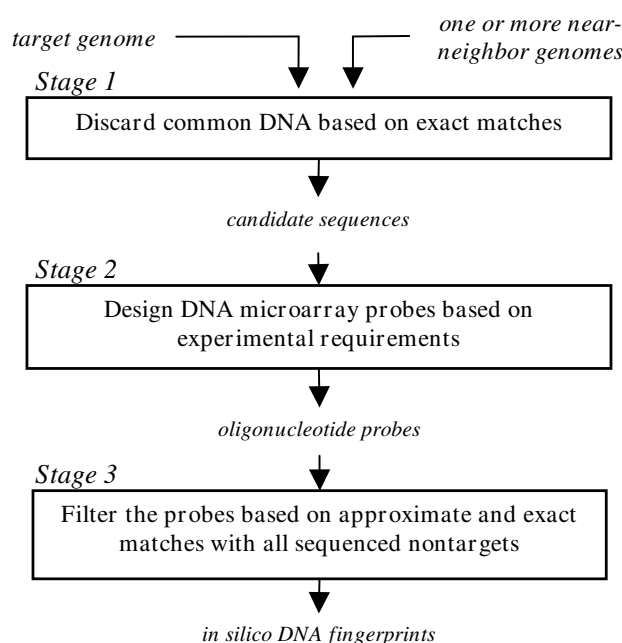 target genome
one or more near-
neighbor genomes
Stage 1
Discard common DNA based on exact matches
candidate sequences
Stage 2
Design DNA microarray probes based on
experimental requirements
oligonucleotide probes
Stage 3
Filter the probes based on approximate and exact
matches with all sequenced nontargets
in silico DNA fingerprints